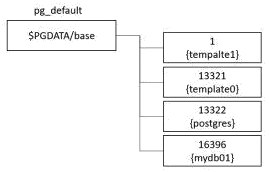 pg_default
$PGDATA/base
1
{tempalte1}
13321
{template0}
13322
{postgres}
16396
{mydb01}